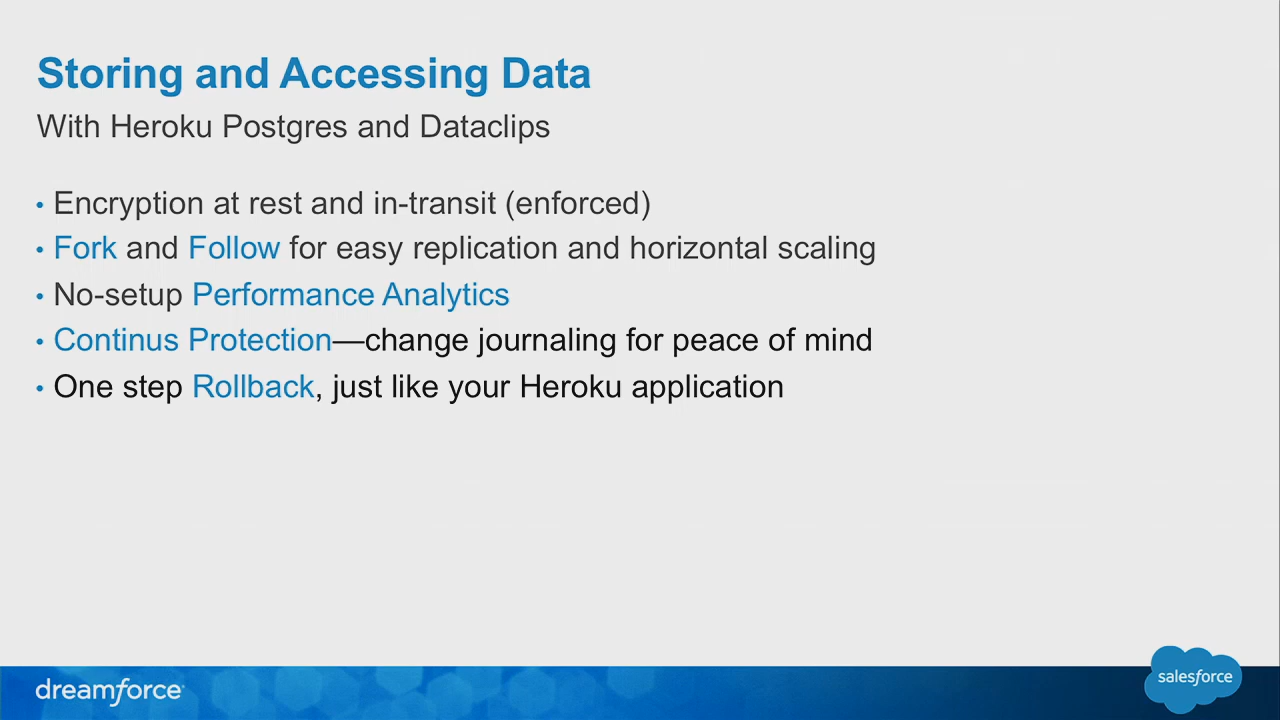 Storing and Accessing Data
With Heroku Postgres and Dataclips
• Encryption at rest and in-transit (enforced)
• Fork and Follow for easy replication and horizontal scaling
• No-setup Performance Analytics
• Continus Protection—change journaling for peace of mind
• One step Rollback, just like your Heroku application
dreamforce
salesforce